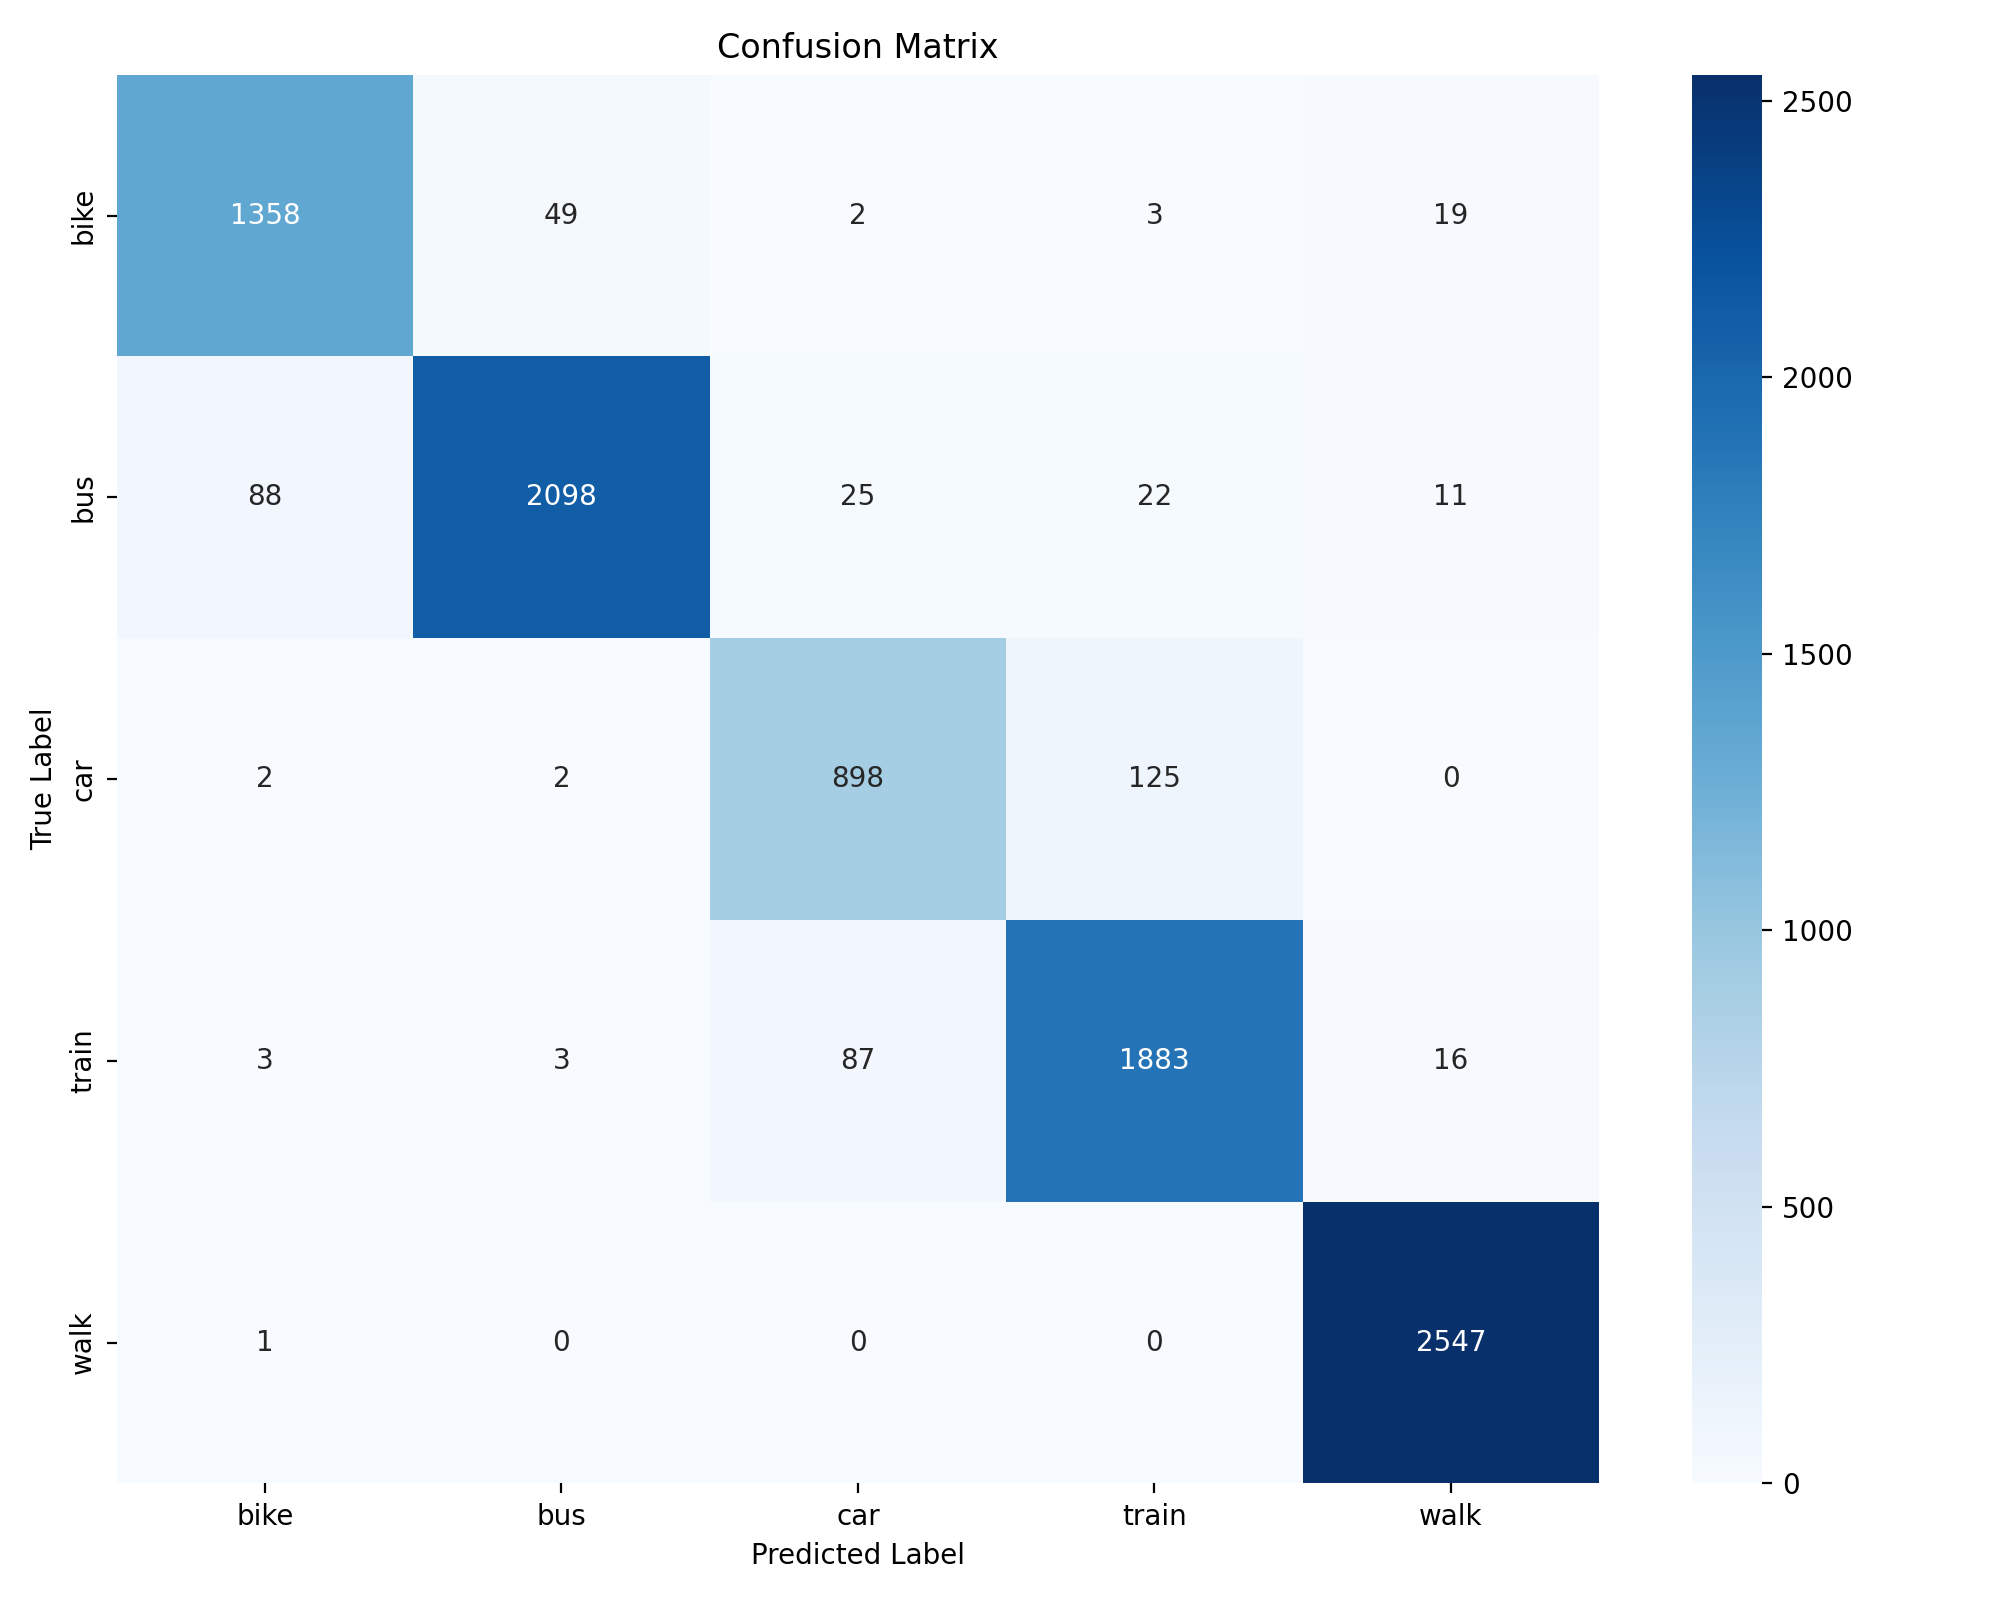 Confusion Matrix
bike 1358 49 2 3 19
bus 88 2098 25 22 11
car 2 2 898 125 0
train 3 3 87 1883 16
walk 1 0 0 0 2547
bike bus car train walk
Predicted Label
True Label
2500
2000
1500
1000
500
0